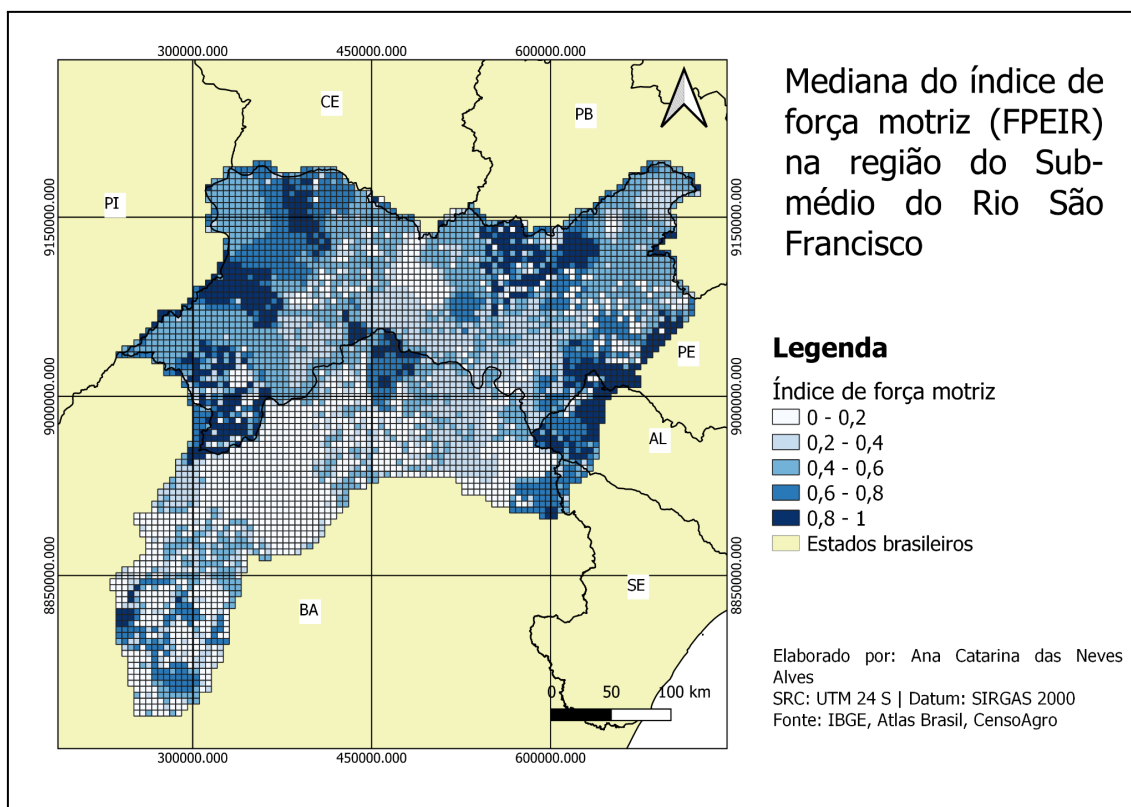 300000.000
450000.000
600000.000
CE
PB
PI
9150000.000
9150000.000
PE
9000000.000
9000000.000
AL
8850000.000
8850000.000
SE
BA
0 50 100 km
300000.000
450000.000
600000.000
Mediana do índice de
força motriz (FPEIR)
na região do Sub-
médio do Rio São
Francisco
Legenda
Índice de força motriz
0 - 0,2
0,2 - 0,4
0,4 - 0,6
0,6 - 0,8
0,8 - 1
Estados brasileiros
Elaborado por: Ana Catarina das Neves
Alves
SRC: UTM 24 S | Datum: SIRGAS 2000
Fonte: IBGE, Atlas Brasil, CensoAgro